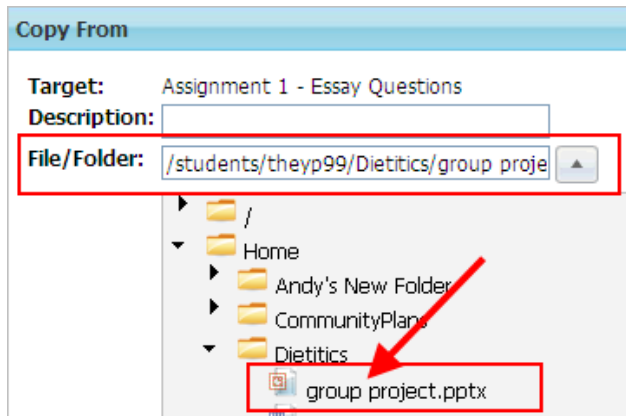 Copy From
Target: Assignment 1 - Essay Questions
Description:
File/Folder: /students/theyp99/Dietitics/group proje
/
Home
Andy's New Folder
CommunityPlans
Dietitics
group project.pptx